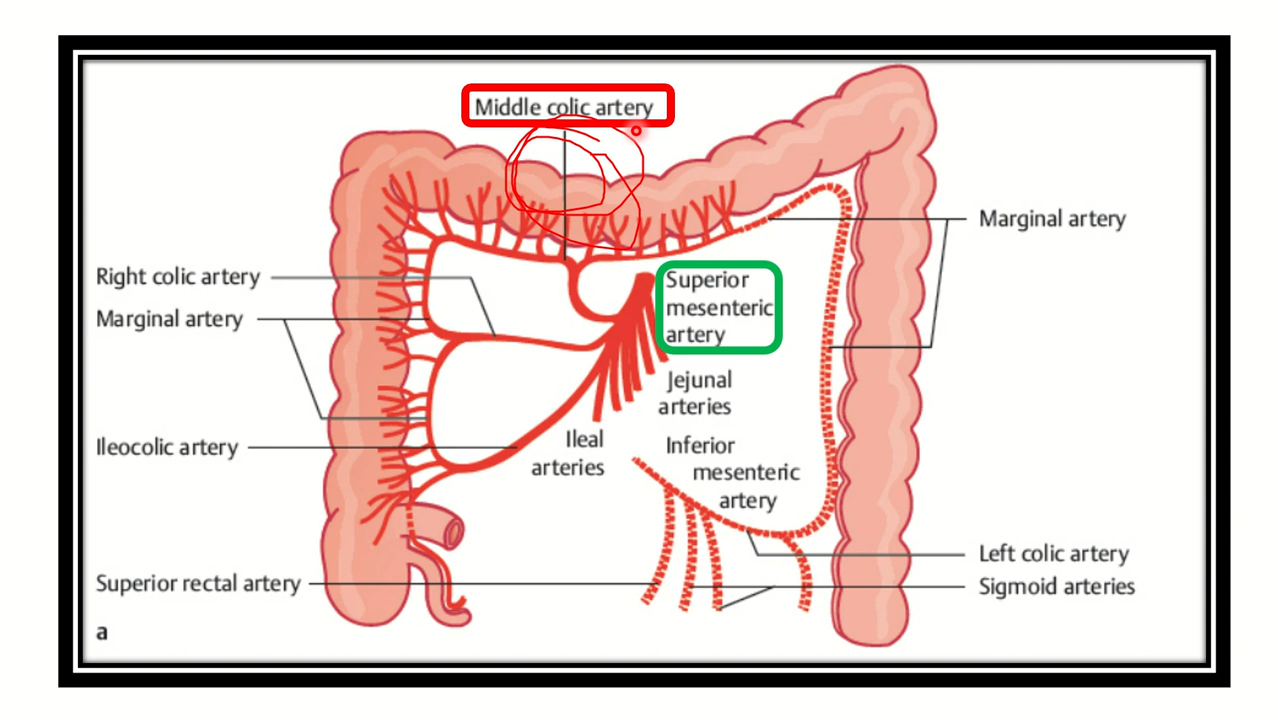 Middle colic artery
Marginal artery
Right colic artery
Superior
mesenteric
artery
Marginal artery
Jejunal
arteries
Ileocolic artery
Ileal
arteries
Inferior
mesenteric
artery
Left colic artery
Superior rectal artery
Sigmoid arteries
a